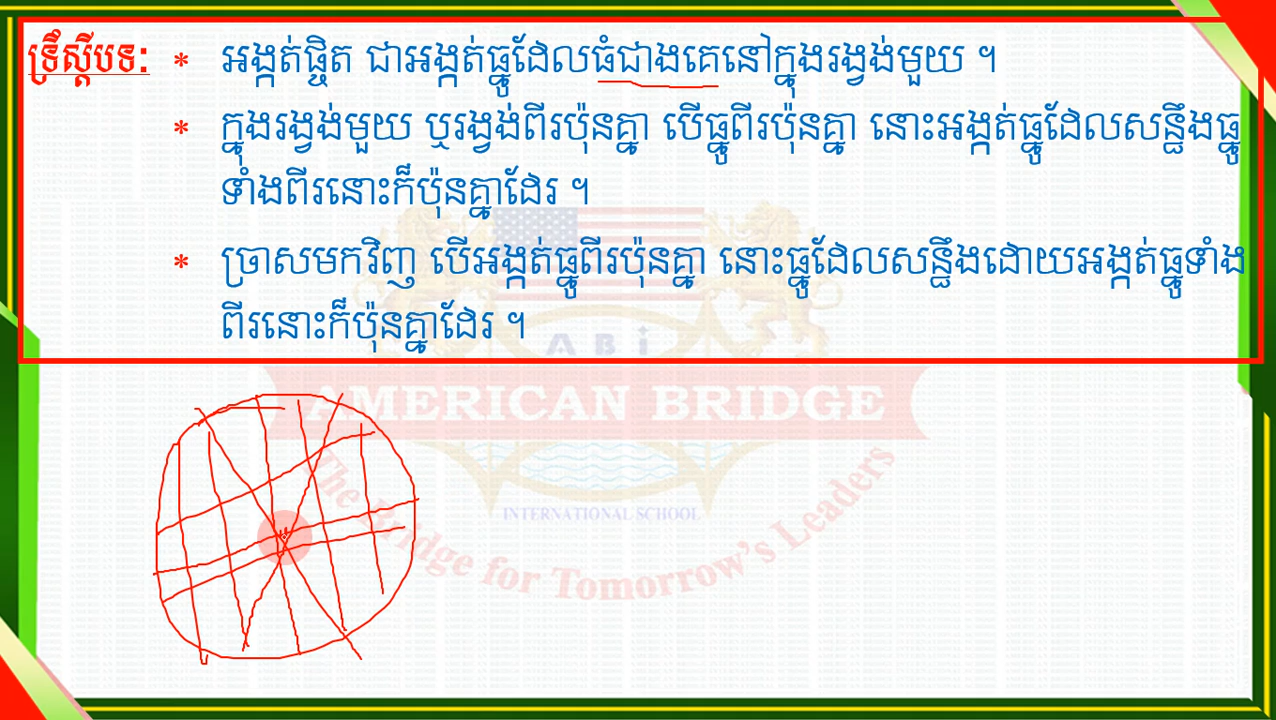 ទ្រឹស្តីបទ: * អង្កត់ផ្ចិត ជាអង្កត់ធ្នូដែលធំជាងគេនៅក្នុងរង្វង់មួយ ។
* ក្នុងរង្វង់មួយ ឬរង្វង់ពីរប៉ុនគ្នា បើធ្នូពីរប៉ុនគ្នា នោះអង្កត់ធ្នូដែលសន្ធឹងធ្នូ
ទាំងពីរនោះក៏ប៉ុនគ្នាដែរ ។
* ច្រាសមកវិញ បើអង្កត់ធ្នូពីរប៉ុនគ្នា នោះធ្នូដែលសន្ធឹងដោយអង្កត់ធ្នូទាំង
ពីរនោះក៏ប៉ុនគ្នាដែរ ។
A B i
AMERICAN BRIDGE
INTERNATIONAL SCHOOL
The Bridge for Tomorrow's Leaders